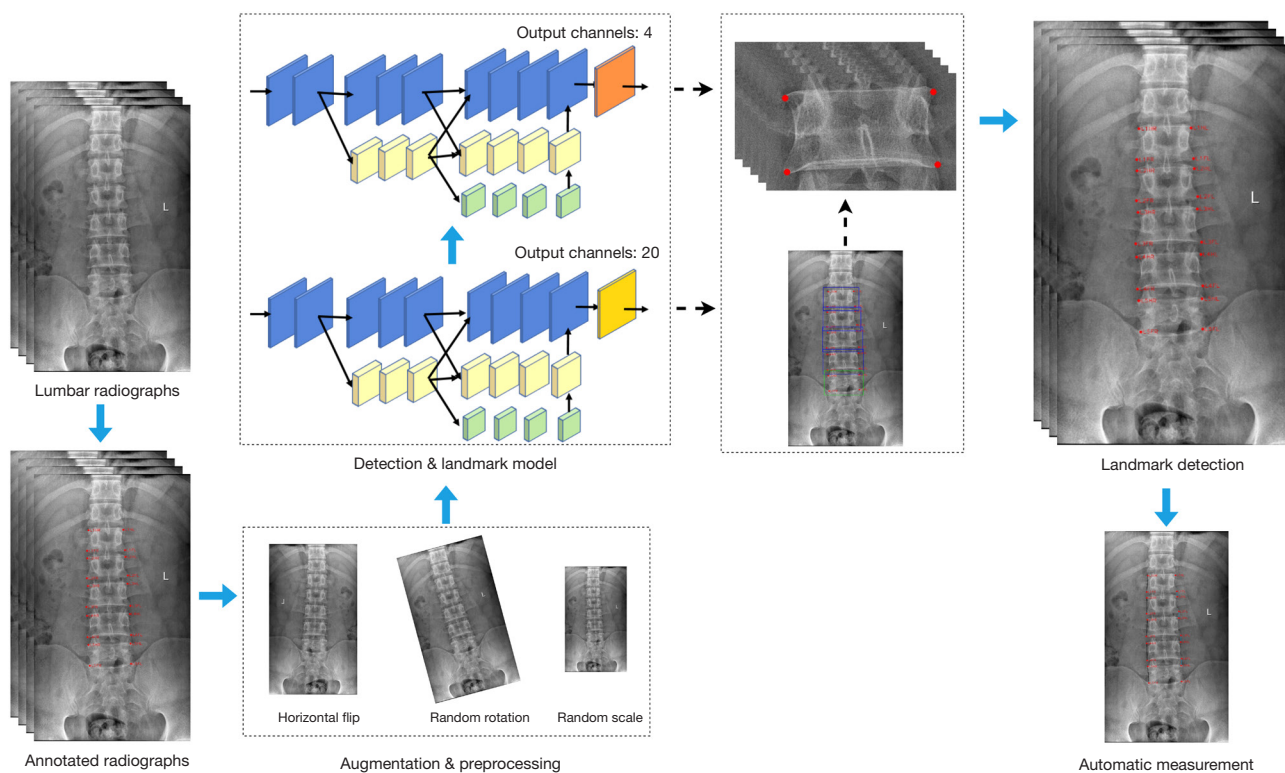 Output channels: 4
Output channels: 20
L
Lumbar radiographs
Detection & landmark model
L
L
Landmark detection
L
Annotated radiographs
Horizontal flip
Random rotation
Random scale
Augmentation & preprocessing
L
Automatic measurement